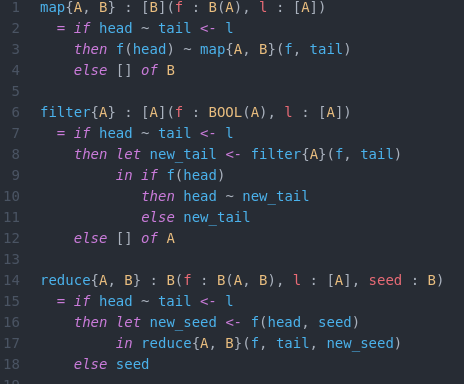 1 map{A, B} : [B](f : B(A), l : [A])
2   = if head ~ tail <- l
3     then f(head) ~ map{A, B}(f, tail)
4     else [] of B
5
6 filter{A} : [A](f : BOOL(A), l : [A])
7   = if head ~ tail <- l
8     then let new_tail <- filter{A}(f, tail)
9          in if f(head)
10            then head ~ new_tail
11            else new_tail
12    else [] of A
13
14 reduce{A, B} : B(f : B(A, B), l : [A], seed : B)
15   = if head ~ tail <- l
16     then let new_seed <- f(head, seed)
17          in reduce{A, B}(f, tail, new_seed)
18     else seed